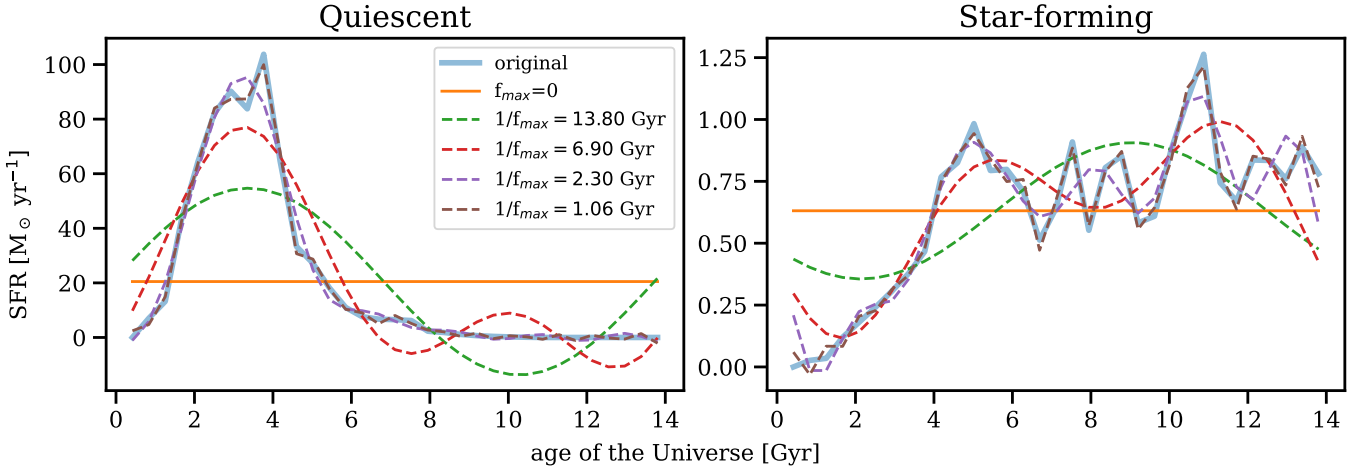 Quiescent
Star-forming
original
f_max=0
1/f_max = 13.80 Gyr
1/f_max = 6.90 Gyr
1/f_max = 2.30 Gyr
1/f_max = 1.06 Gyr
SFR [M⊙ yr⁻¹]
100
80
60
40
20
0
0 2 4 6 8 10 12 14
1.25
1.00
0.75
0.50
0.25
0.00
0 2 4 6 8 10 12 14
age of the Universe [Gyr]